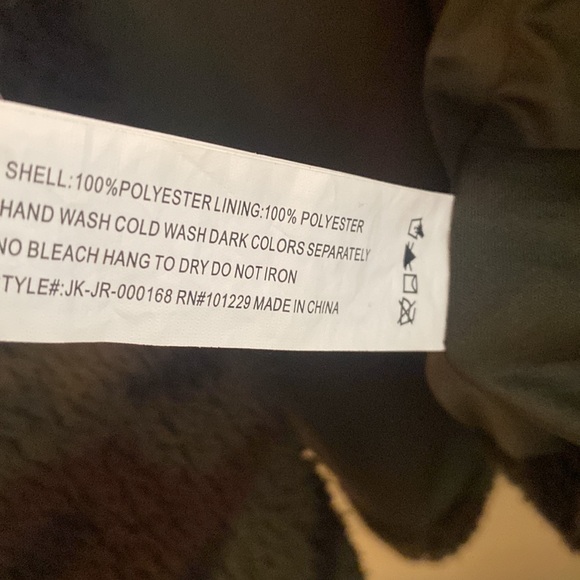 SHELL:100%POLYESTER LINING:100% POLYESTER
HAND WASH COLD WASH DARK COLORS SEPARATELY
NO BLEACH HANG TO DRY DO NOT IRON
TYLE#:JK-JR-000168 RN#101229 MADE IN CHINA